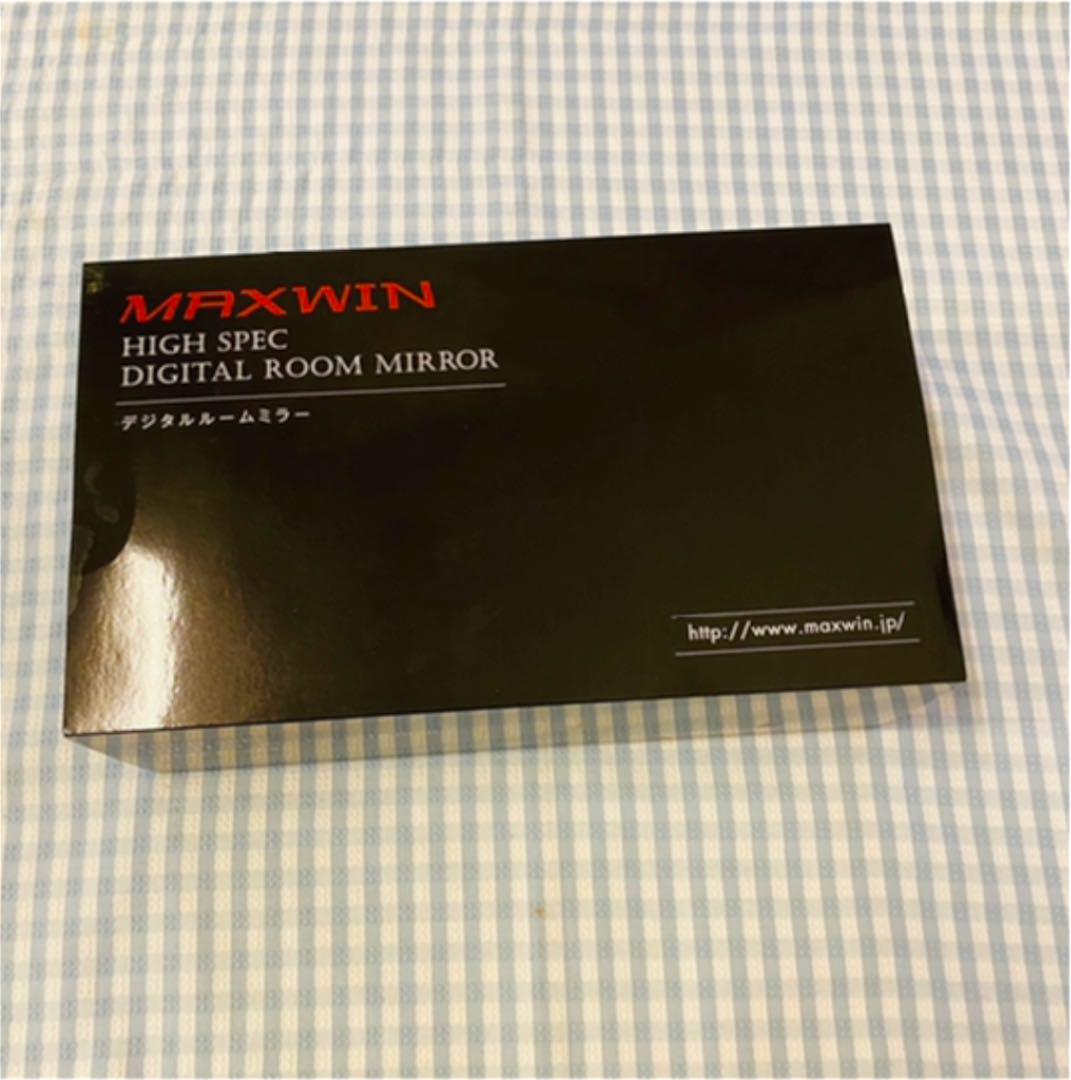 MAXWIN
HIGH SPEC
DIGITAL ROOM MIRROR
デジタルルームミラー
http://www.maxwin.jp/